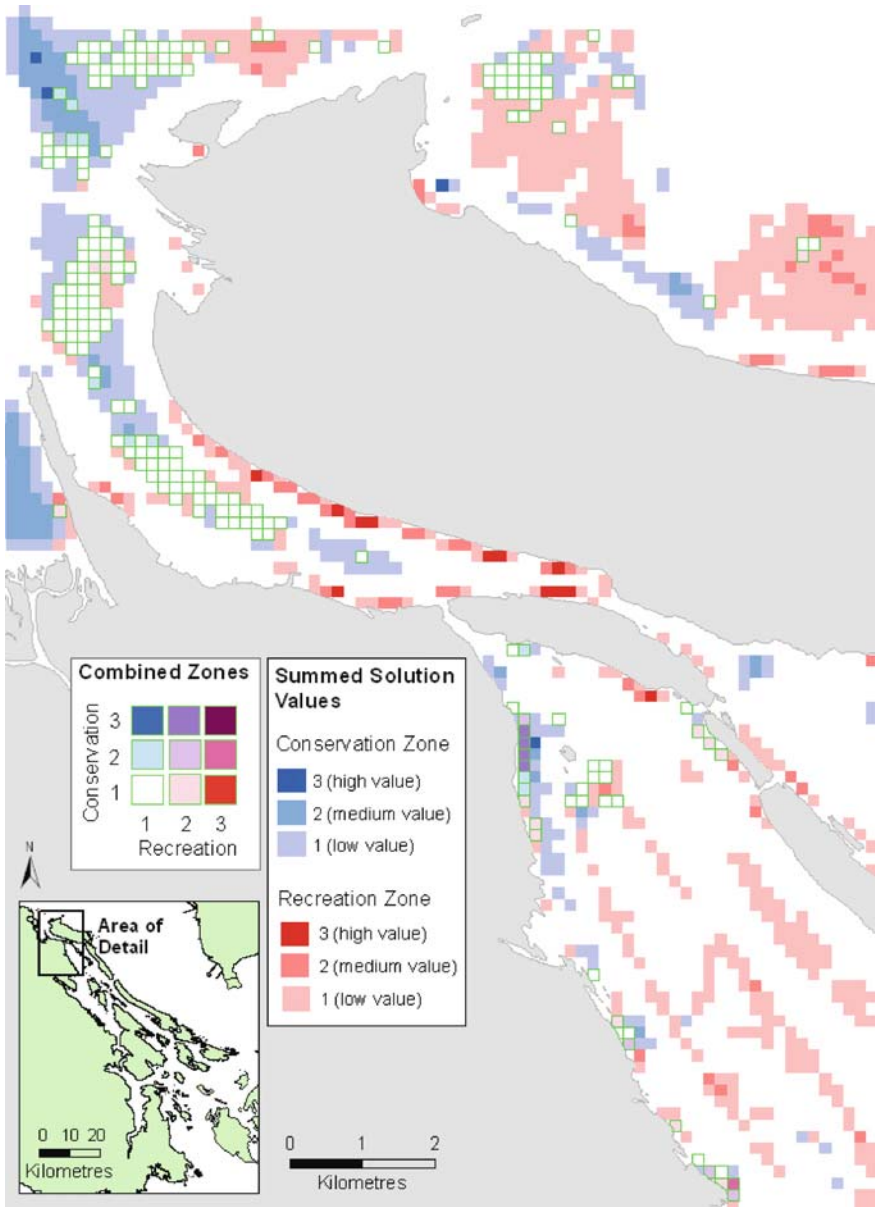 Combined Zones
Conservation
3
2
1
1 2 3
Recreation
Summed Solution
Values
Conservation Zone
3 (high value)
2 (medium value)
1 (low value)
Recreation Zone
3 (high value)
2 (medium value)
1 (low value)
N
Area of
Detail
0 10 20
Kilometres
0 1 2
Kilometres